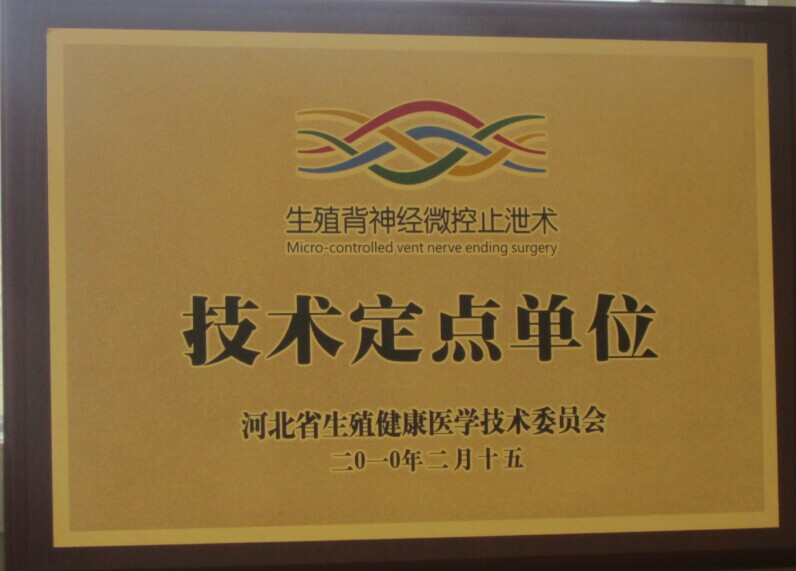 生殖背神经微控止泄术
Micro-controlled vent nerve ending surgery
技术定点单位
河北省生殖健康医学技术委员会
二0一0年二月十五